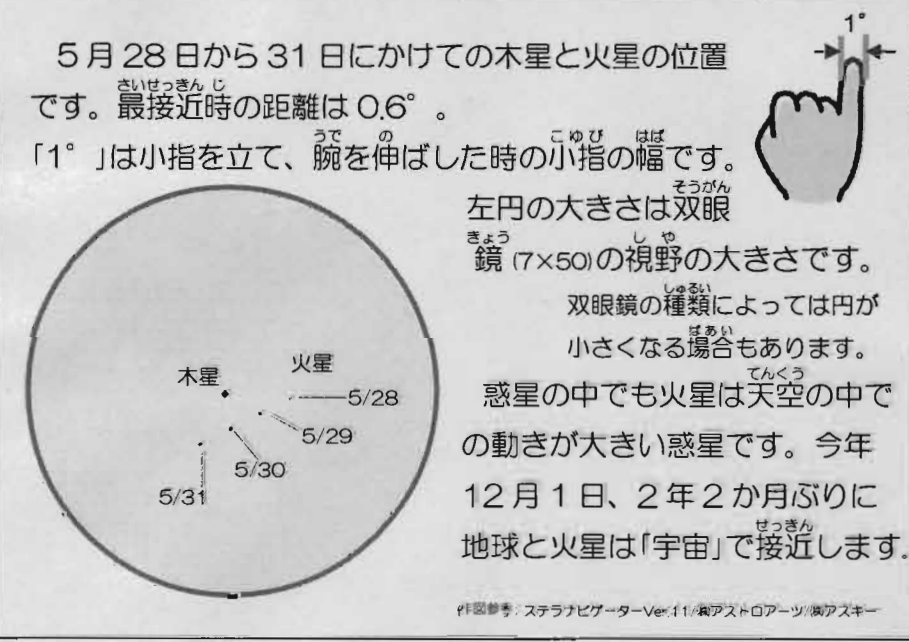 1°
5月28日から31日にかけての木星と火星の位置
です。最接近時の距離は0.6°。
「1°」は小指を立て、腕を伸ばした時の小指の幅です。
左円の大きさは双眼
鏡(7×50)の視野の大きさです。
双眼鏡の種類によっては円が
小さくなる場合もあります。
木星
火星
5/28
5/29
5/30
5/31
惑星の中でも火星は天空の中で
の動きが大きい惑星です。今年
12月1日、2年2か月ぶりに
地球と火星は「宇宙」で接近します.
作図参考:ステラナビゲーターVer.11/㈱アストロアーツ/㈱アスキー